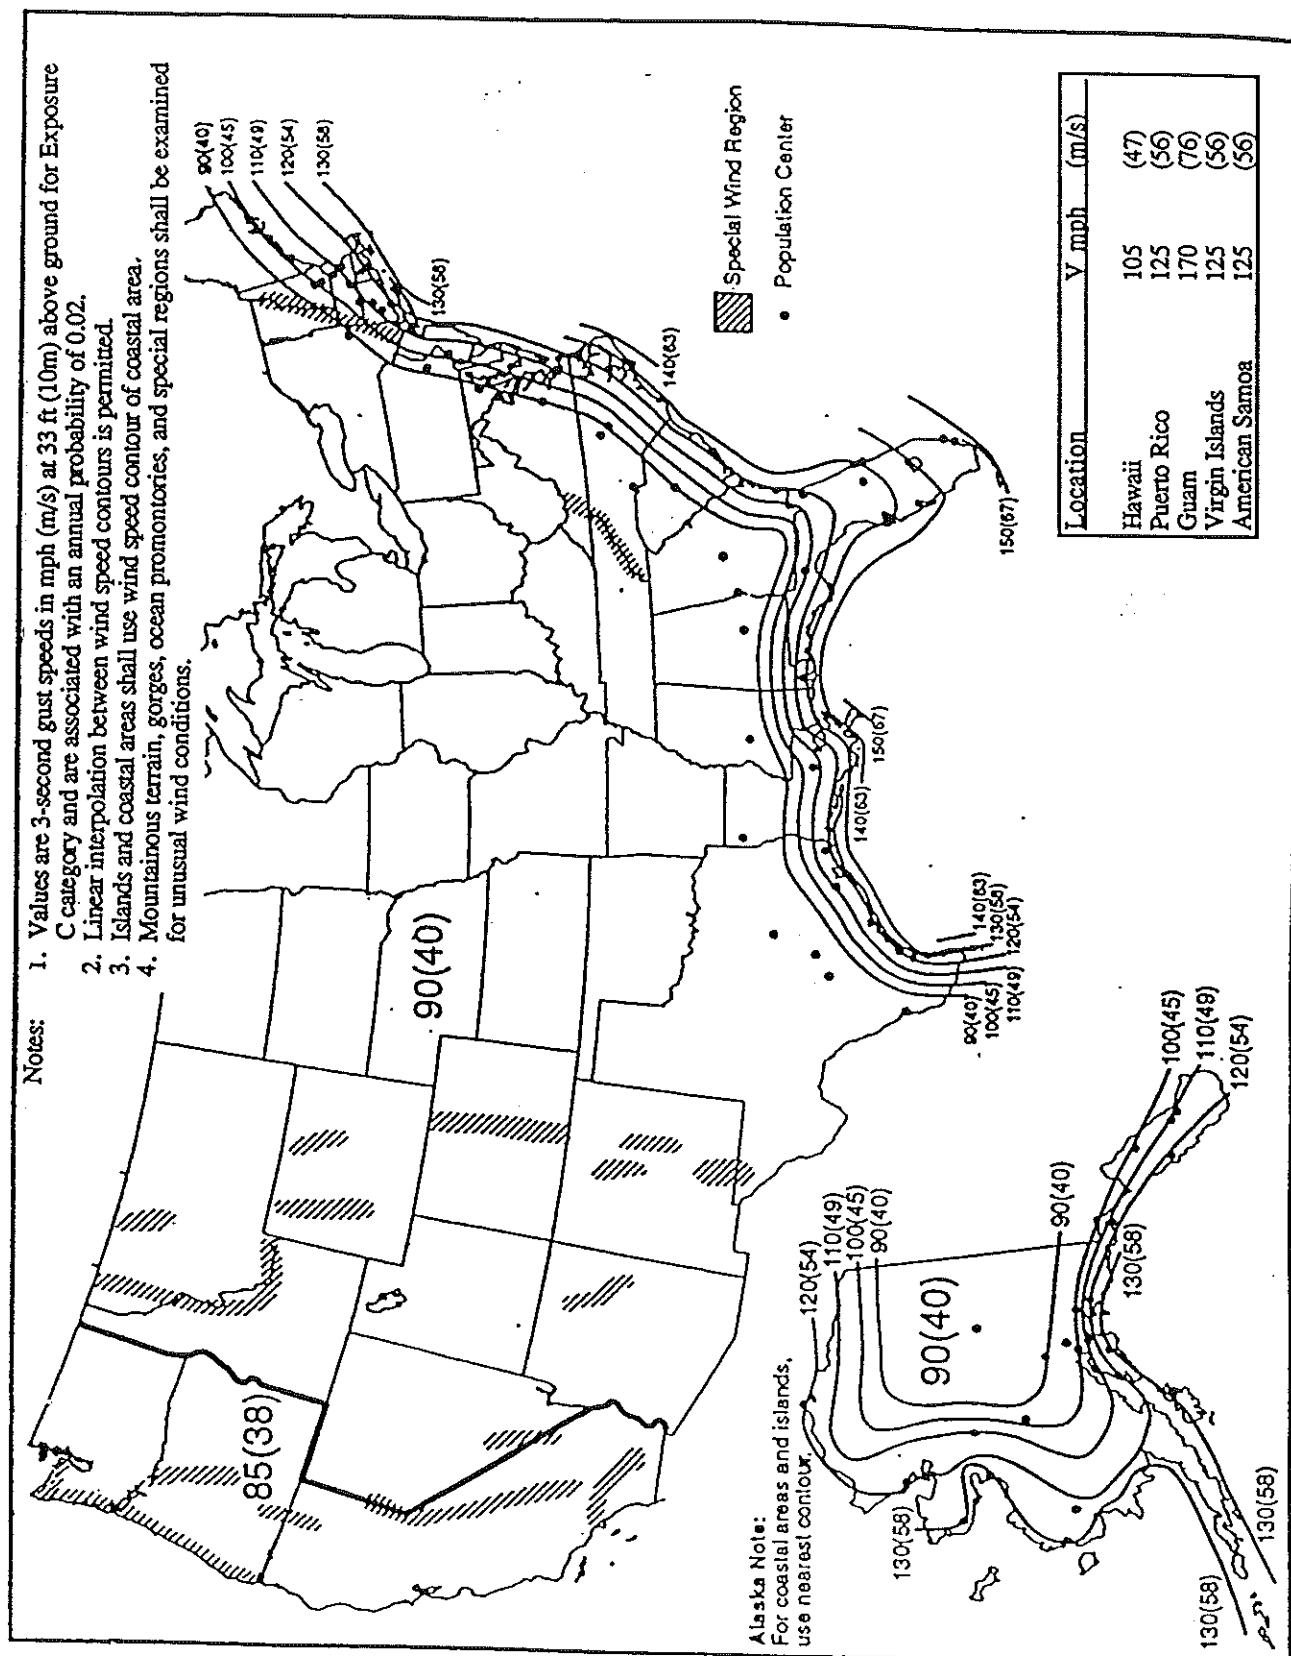 Notes:
1. Values are 3-second gust speeds in mph (m/s) at 33 ft (10m) above ground for Exposure
C category and are associated with an annual probability of 0.02.
2. Linear interpolation between wind speed contours is permitted.
3. Islands and coastal areas shall use wind speed contour of coastal area.
4. Mountainous terrain, gorges, ocean promontories, and special regions shall be examined
for unusual wind conditions.
90(40)
100(45)
110(49)
120(54)
130(58)
130(58)
140(63)
Special Wind Region
Population Center
85(38)
90(40)
150(67)
150(67)
140(63)
140(63)
130(58)
120(54)
90(40)
100(45)
110(49)
Location V mph (m/s)
Hawaii 105 (47)
Puerto Rico 125 (56)
Guam 170 (76)
Virgin Islands 125 (56)
American Samoa 125 (56)
Alaska Note:
For coastal areas and islands,
use nearest contour.
120(54)
110(49)
100(45)
90(40)
90(40)
90(40)
100(45)
110(49)
120(54)
130(58)
130(58)
130(58)
130(58)